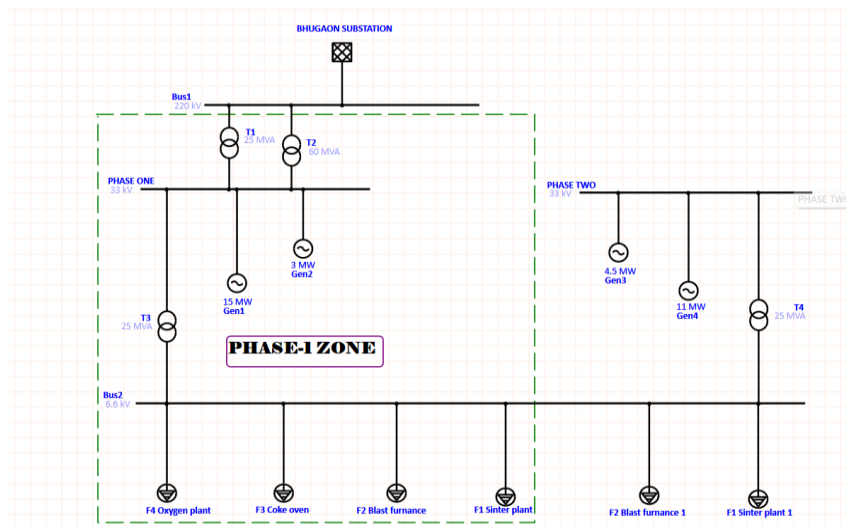 BHUGAON SUBSTATION
Bus1
220 kV
T1
25 MVA
T2
60 MVA
PHASE ONE
33 kV
PHASE TWO
33 kV
PHASE TWO
3 MW
Gen2
15 MW
Gen1
4.5 MW
Gen3
11 MW
Gen4
T3
25 MVA
T4
25 MVA
PHASE-1 ZONE
Bus2
6.6 kV
F4 Oxygen plant
F3 Coke oven
F2 Blast furnance
F1 Sinter plant
F2 Blast furnance 1
F1 Sinter plant 1